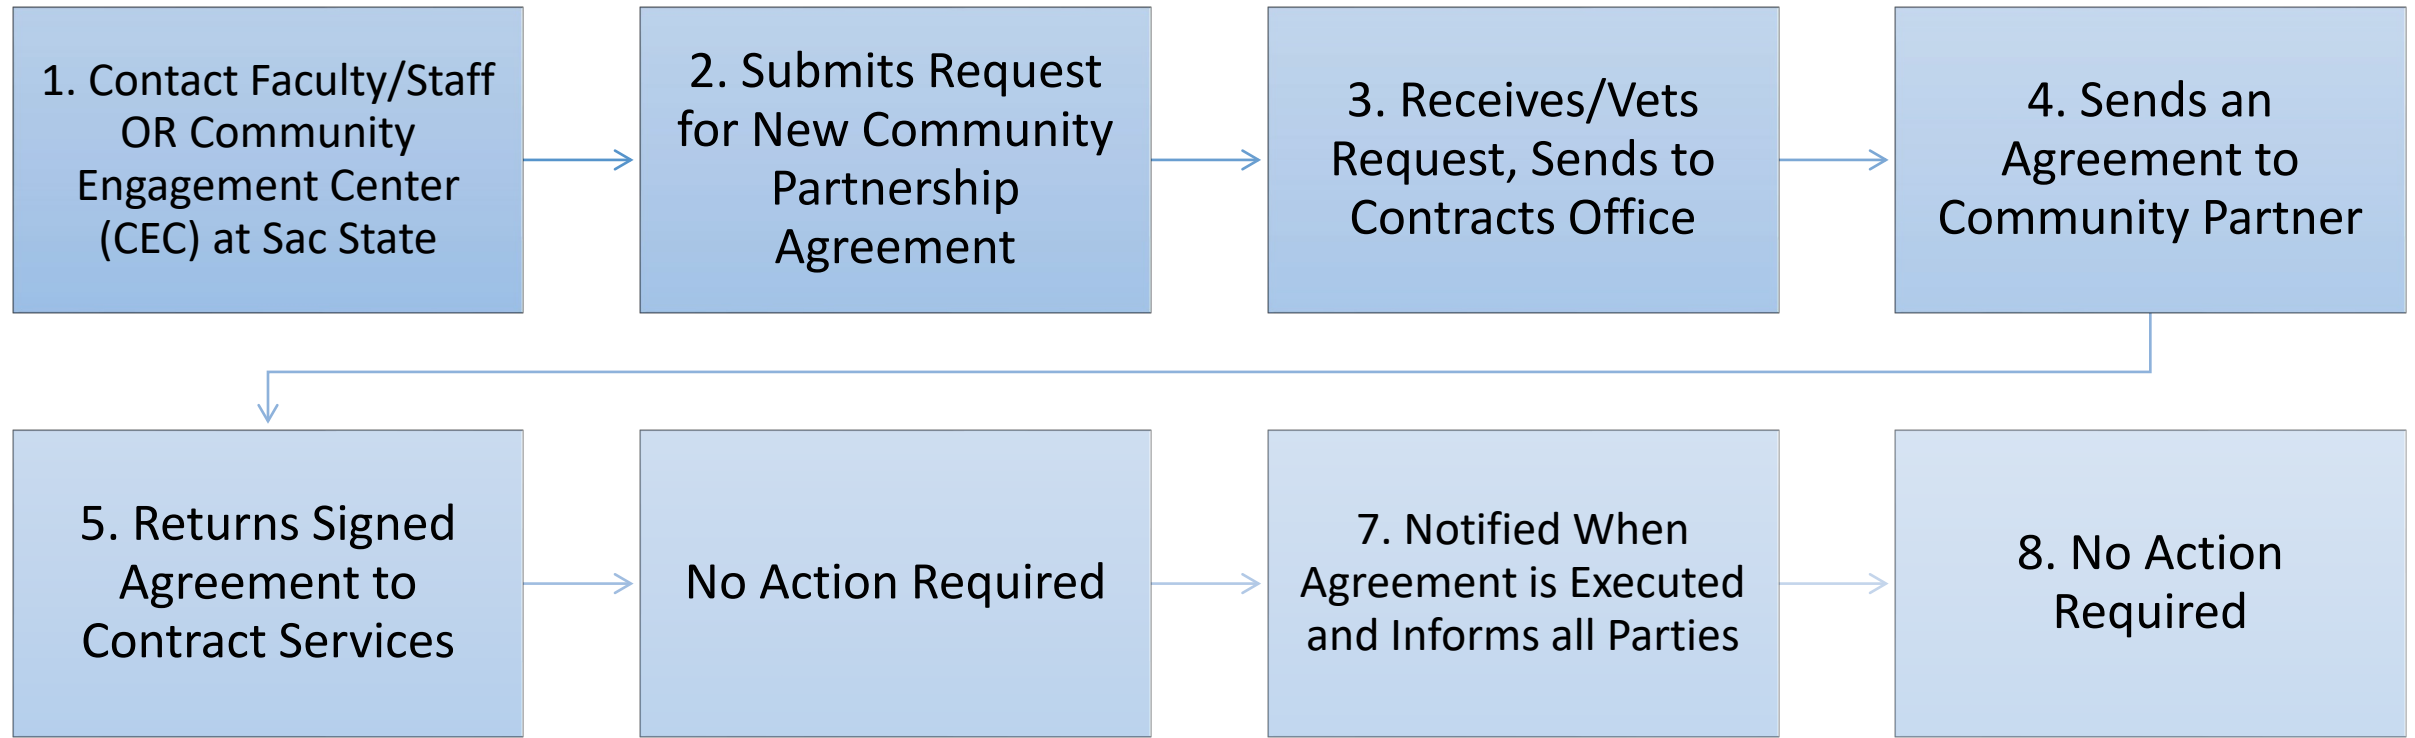 1. Contact Faculty/Staff
OR Community
Engagement Center
(CEC) at Sac State
2. Submits Request
for New Community
Partnership
Agreement
3. Receives/Vets
Request, Sends to
Contracts Office
4. Sends an
Agreement to
Community Partner
5. Returns Signed
Agreement to
Contract Services
No Action Required
7. Notified When
Agreement is Executed
and Informs all Parties
8. No Action
Required